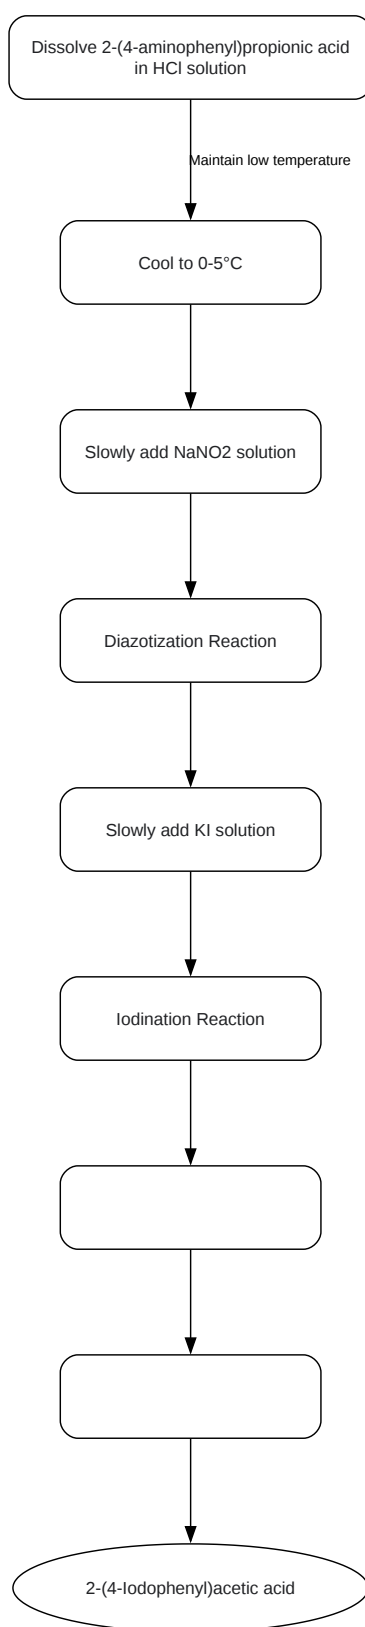 Dissolve 2-(4-aminophenyl)propionic acid
in HCl solution
Maintain low temperature
Cool to 0-5°C
Slowly add NaNO2 solution
Diazotization Reaction
Slowly add KI solution
Iodination Reaction
2-(4-Iodophenyl)acetic acid